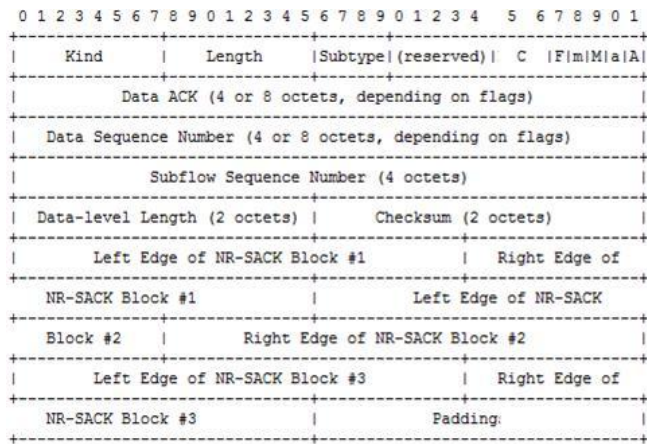 0 1 2 3 4 5 6 7 8 9 0 1 2 3 4 5 6 7 8 9 0 1 2 3 4 5 6 7 8 9 0 1
| Kind | Length |Subtype|(reserved)| C |F|m|M|a|A|
| Data ACK (4 or 8 octets, depending on flags) |
| Data Sequence Number (4 or 8 octets, depending on flags) |
| Subflow Sequence Number (4 octets) |
| Data-level Length (2 octets) | Checksum (2 octets) |
| Left Edge of NR-SACK Block #1 | Right Edge of
NR-SACK Block #1 | Left Edge of NR-SACK
Block #2 | Right Edge of NR-SACK Block #2 |
| Left Edge of NR-SACK Block #3 | Right Edge of
NR-SACK Block #3 | Padding: |